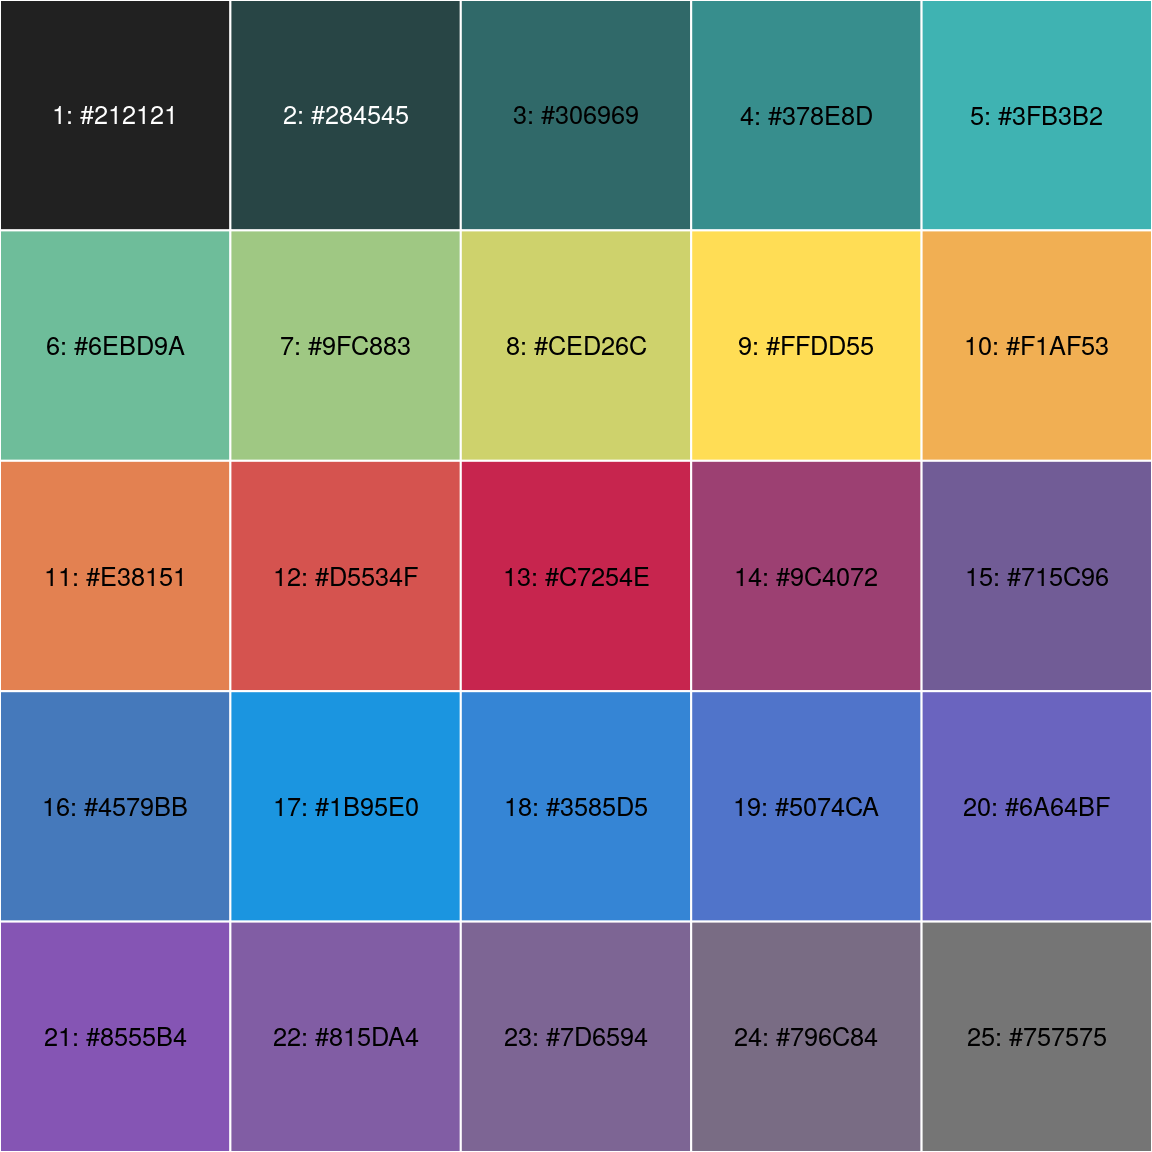 1: #212121
2: #284545
3: #306969
4: #378E8D
5: #3FB3B2
6: #6EBD9A
7: #9FC883
8: #CED26C
9: #FFDD55
10: #F1AF53
11: #E38151
12: #D5534F
13: #C7254E
14: #9C4072
15: #715C96
16: #4579BB
17: #1B95E0
18: #3585D5
19: #5074CA
20: #6A64BF
21: #8555B4
22: #815DA4
23: #7D6594
24: #796C84
25: #757575